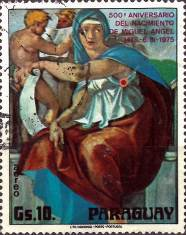 500º ANIVERSARIO
DEL NACIMIENTO
DE MIGUEL ANGEL
1475-6.III-1975
correo
Gs.10.
PARAGUAY